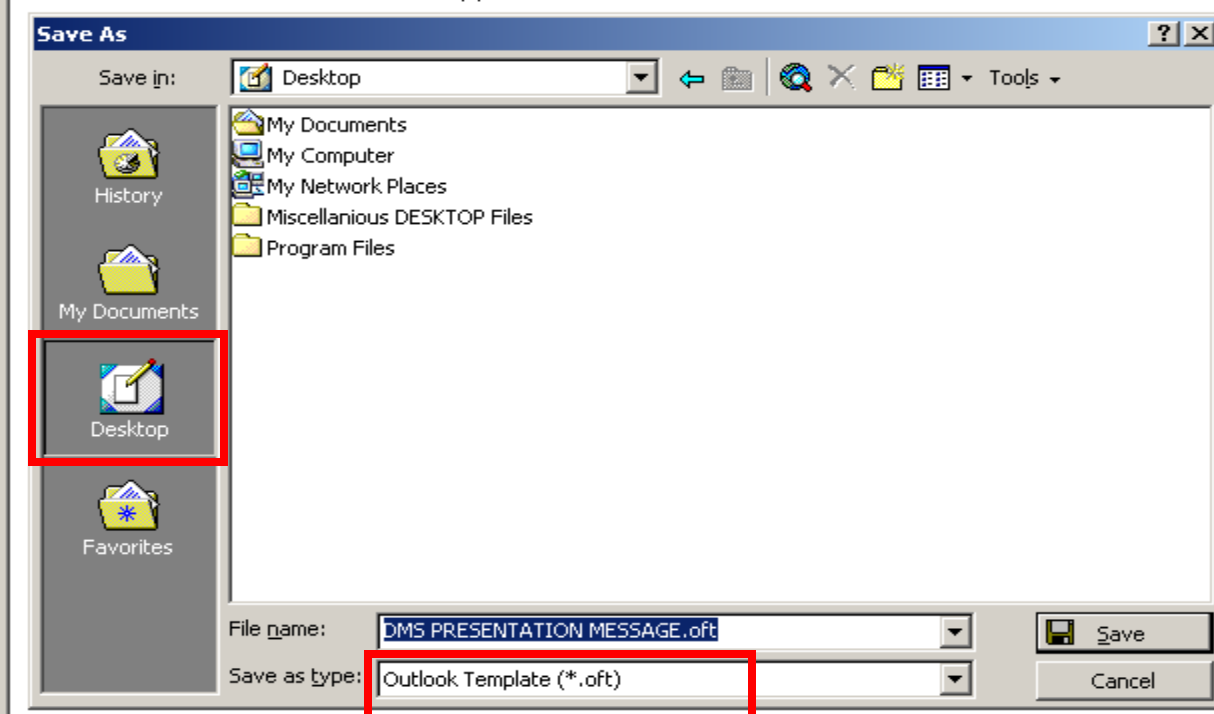 Save As
Save in: Desktop Tools
My Documents
My Computer
My Network Places
Miscellanious DESKTOP Files
Program Files
History
My Documents
Desktop
Favorites
File name: DMS PRESENTATION MESSAGE.oft Save
Save as type: Outlook Template (*.oft) Cancel